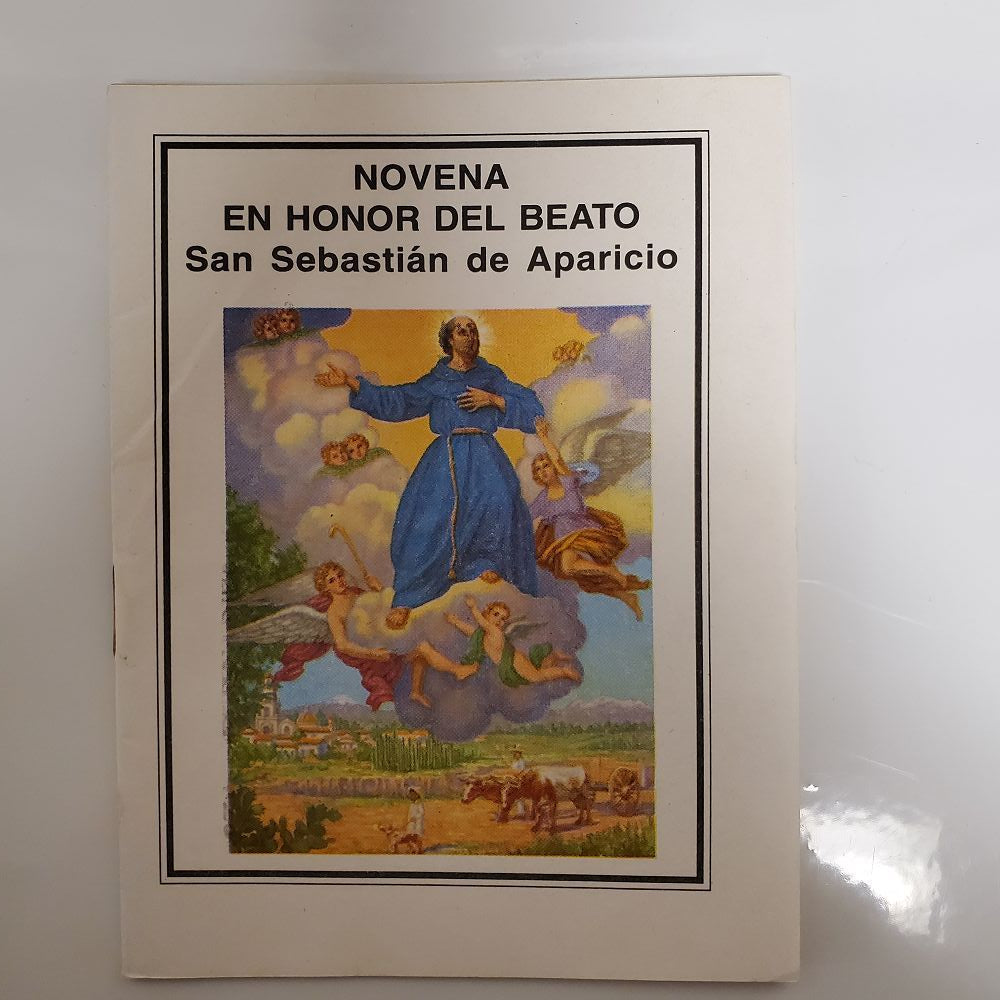 NOVENA
EN HONOR DEL BEATO
San Sebastián de Aparicio